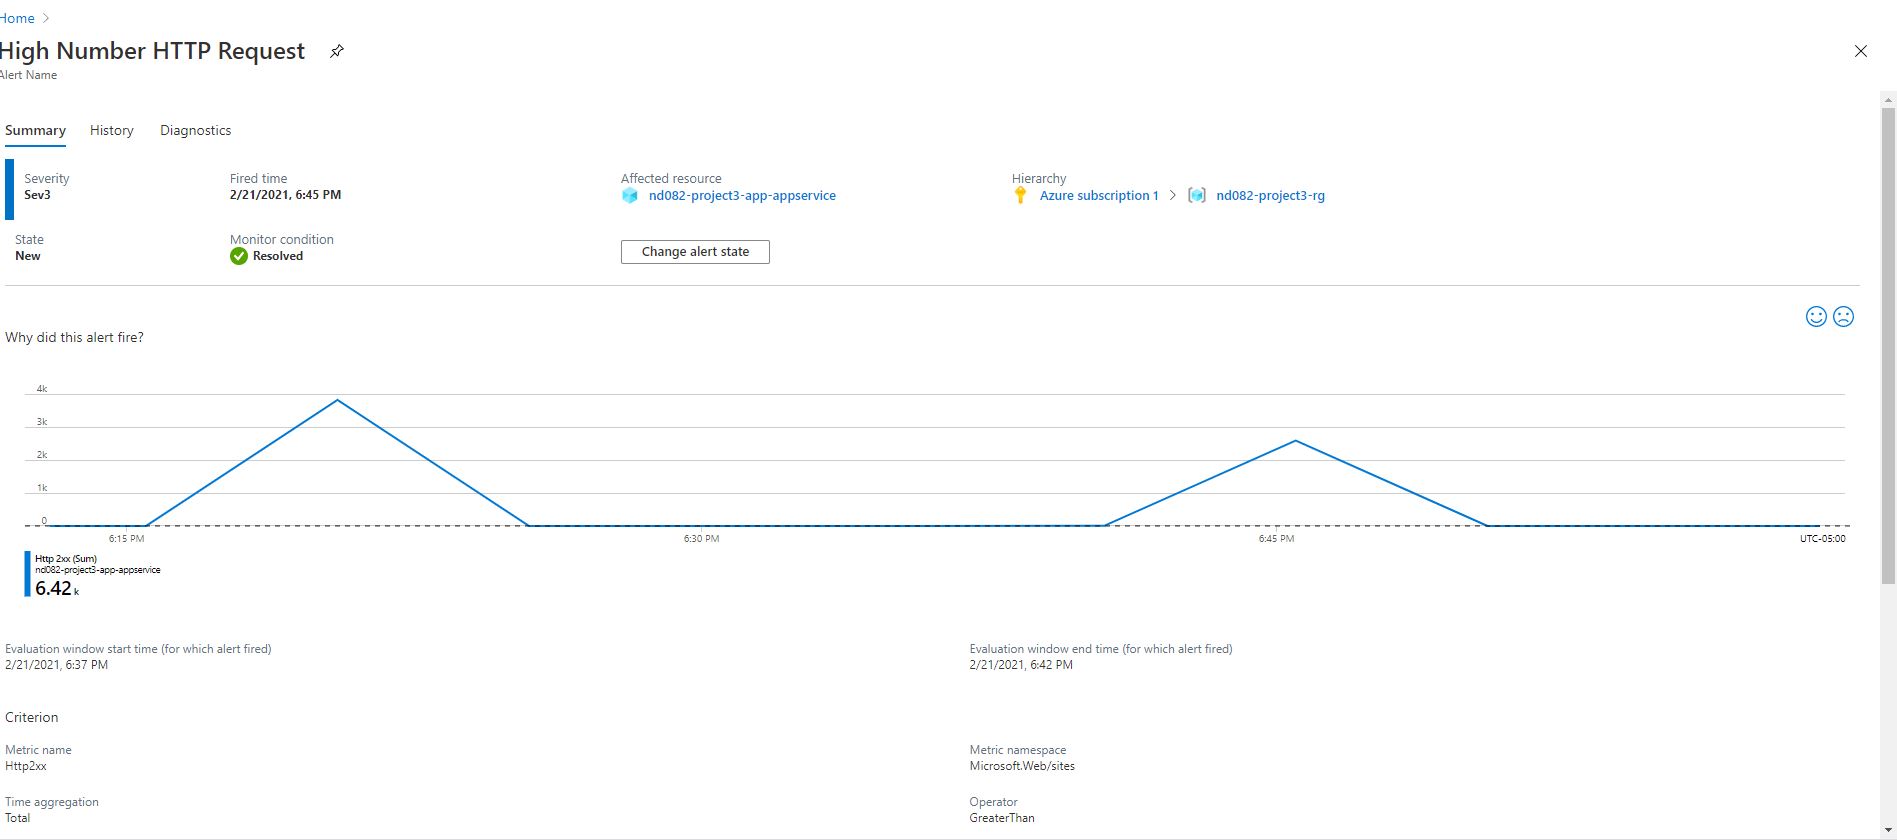 Home
High Number HTTP Request
Alert Name
Summary History Diagnostics
Severity Fired time Affected resource Hierarchy
Sev3 2/21/2021, 6:45 PM nd082-project3-app-appservice Azure subscription 1 > nd082-project3-rg
State Monitor condition
New Resolved Change alert state
Why did this alert fire?
4k
3k
2k
1k
0
6:15 PM 6:30 PM 6:45 PM UTC-05:00
Http 2xx (Sum)
nd082-project3-app-appservice
6.42 k
Evaluation window start time (for which alert fired) Evaluation window end time (for which alert fired)
2/21/2021, 6:37 PM 2/21/2021, 6:42 PM
Criterion
Metric name Metric namespace
Http2xx Microsoft.Web/sites
Time aggregation Operator
Total GreaterThan